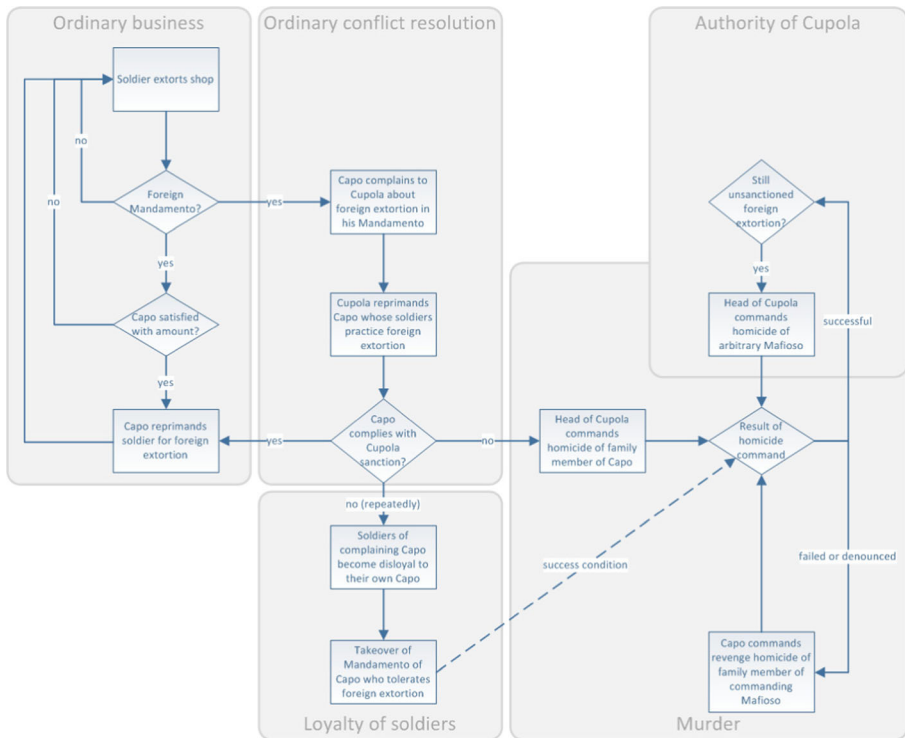 Ordinary business
Ordinary conflict resolution
Authority of Cupola
Soldier extorts shop
no
no
Foreign
Mandamento?
yes
Capo complains to
Cupola about
foreign extortion in
his Mandamento
Still
unsanctioned
foreign
extortion?
yes
yes
Capo satisfied
with amount?
Cupola reprimands
Capo whose soldiers
practice foreign
extortion
Head of Cupola
commands
homicide of
arbitrary Mafioso
successful
yes
Capo reprimands
soldier for foreign
extortion
yes
Capo
complies with
Cupola
sanction?
no
Head of Cupola
commands
homicide of family
member of Capo
Result of
homicide
command
no (repeatedly)
Soldiers of
complaining Capo
become disloyal to
their own Capo
success condition
failed or denounced
Takeover of
Mandamento of
Capo who tolerates
foreign extortion
Capo commands
revenge homicide of
family member of
commanding
Mafioso
Loyalty of soldiers
Murder